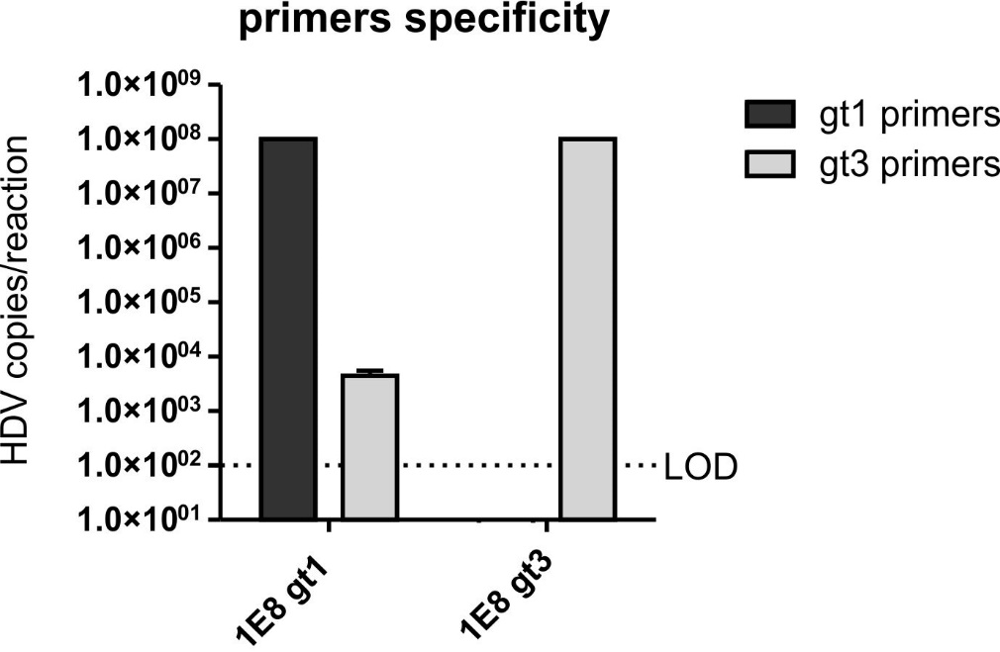 primers specificity
HDV copies/reaction
1.0×10⁰⁹
1.0×10⁰⁸
1.0×10⁰⁷
1.0×10⁰⁶
1.0×10⁰⁵
1.0×10⁰⁴
1.0×10⁰³
1.0×10⁰²
1.0×10⁰¹
gt1 primers
gt3 primers
LOD
1E8 gt1
1E8 gt3